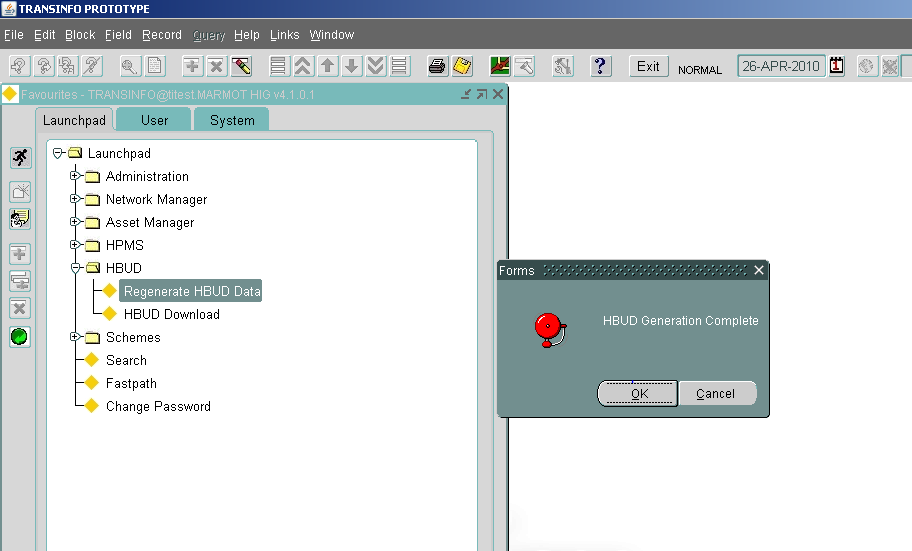 TRANSINFO PROTOTYPE
File Edit Block Field Record Query Help Links Window
? Exit NORMAL 26-APR-2010 1
Favourites - TRANSINFO@titest.MARMOT HIG v4.1.0.1
Launchpad User System
Launchpad
Administration
Network Manager
Asset Manager
HPMS
HBUD
Regenerate HBUD Data
HBUD Download
Schemes
Search
Fastpath
Change Password
Forms
HBUD Generation Complete
OK Cancel